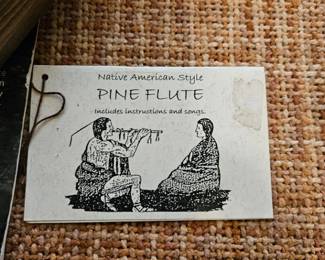 Native American Style
PINE FLUTE
includes instructions and songs.